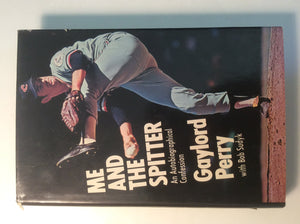 ME
AND
THE
SPITTER
An Autobiographical
Confession
Gaylord
Perry
with Bob Sudyk